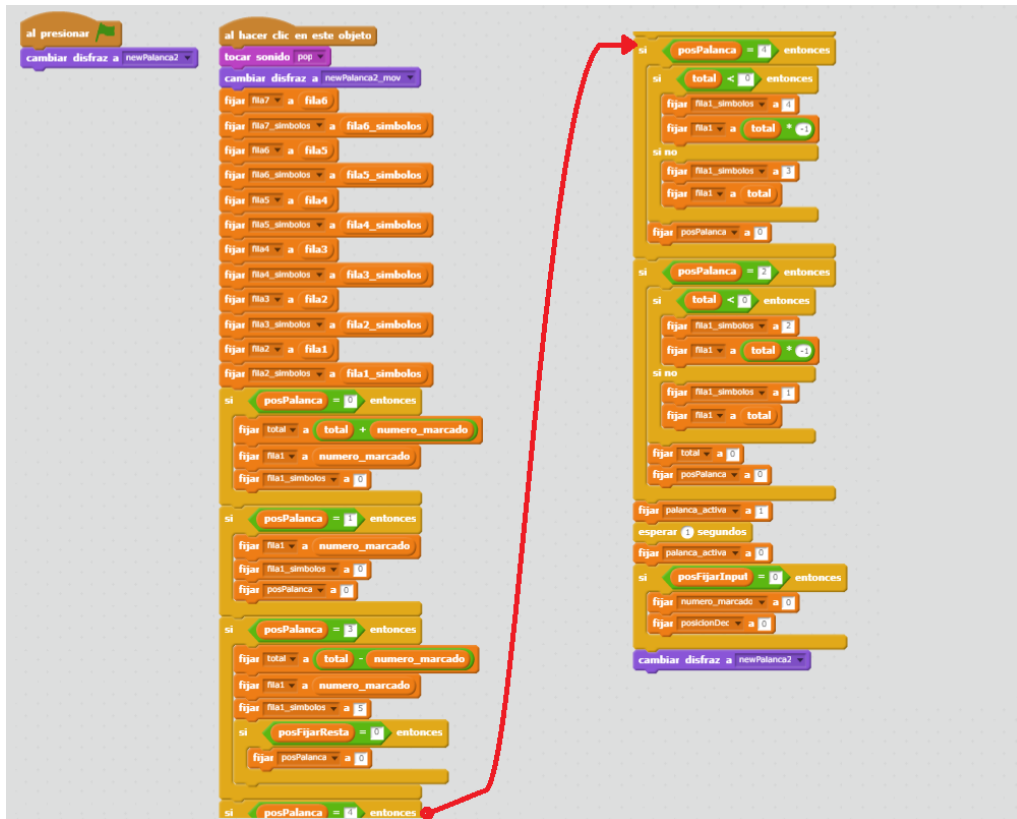 al presionar
cambiar disfraz a newPalanca2
al hacer clic en este objeto
tocar sonido pop
cambiar disfraz a newPalanca2_mov
fijar fila7 a fila6
fijar fila7_simbolos a fila6_simbolos
fijar fila6 a fila5
fijar fila6_simbolos a fila5_simbolos
fijar fila5 a fila4
fijar fila5_simbolos a fila4_simbolos
fijar fila4 a fila3
fijar fila4_simbolos a fila3_simbolos
fijar fila3 a fila2
fijar fila3_simbolos a fila2_simbolos
fijar fila2 a fila1
fijar fila2_simbolos a fila1_simbolos
si posPalanca = 0 entonces
fijar total a total + numero_marcado
fijar fila1 a numero_marcado
fijar fila1_simbolos a 0
si posPalanca = 1 entonces
fijar fila1 a numero_marcado
fijar fila1_simbolos a 0
fijar posPalanca a 0
si posPalanca = 3 entonces
fijar total a total - numero_marcado
fijar fila1 a numero_marcado
fijar fila1_simbolos a 5
si posFijarResta = 0 entonces
fijar posPalanca a 0
si posPalanca = 4 entonces
si posPalanca = 4 entonces
si total < 0 entonces
fijar fila1_simbolos a 4
fijar fila1 a total * -1
si no
fijar fila1_simbolos a 3
fijar fila1 a total
fijar posPalanca a 0
si posPalanca = 2 entonces
si total < 0 entonces
fijar fila1_simbolos a 2
fijar fila1 a total * -1
si no
fijar fila1_simbolos a 1
fijar fila1 a total
fijar total a 0
fijar posPalanca a 0
fijar palanca_activa a 1
esperar 1 segundos
fijar palanca_activa a 0
si posFijarInput = 0 entonces
fijar numero_marcado a 0
fijar posicionDec a 0
cambiar disfraz a newPalanca2